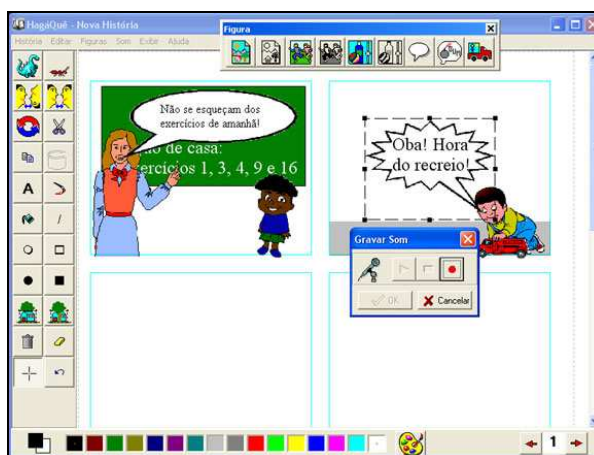 HagáQuê - Nova História
História Editar Figuras Som Exibir Ajuda
Figura
Não se esqueçam dos
exercícios de amanhã!
de casa:
ercícios 1, 3, 4, 9 e 16
Oba! Hora
do recreio!
Gravar Som
OK
Cancelar
A
1